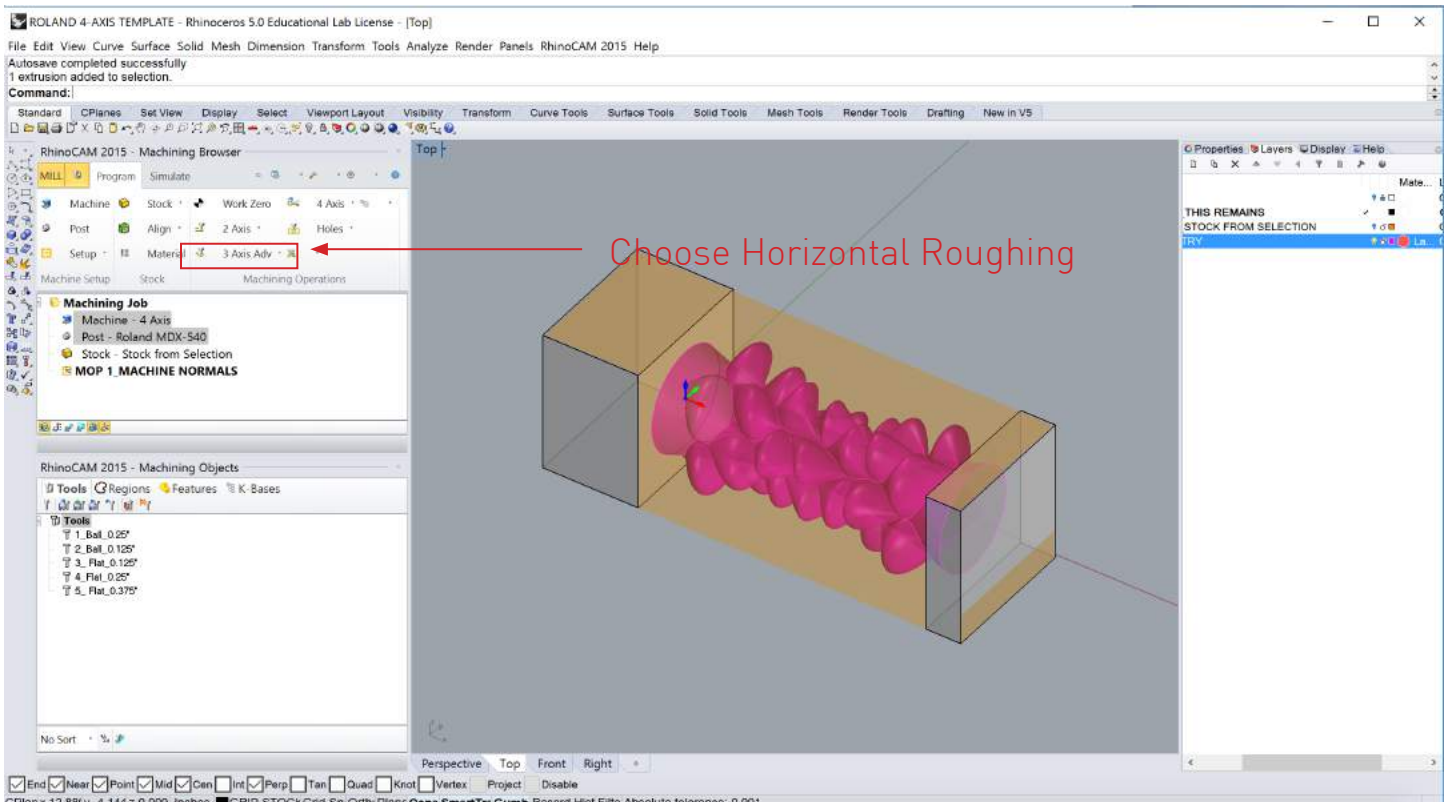 ROLAND 4-AXIS TEMPLATE - Rhinoceros 5.0 Educational Lab License - [Top]
File Edit View Curve Surface Solid Mesh Dimension Transform Tools Analyze Render Panels RhinoCAM 2015 Help
Autosave completed successfully
1 extrusion added to selection.
Command:
Standard CPlanes Set View Display Select Viewport Layout Visibility Transform Curve Tools Surface Tools Solid Tools Mesh Tools Render Tools Drafting New in V5
RhinoCAM 2015 - Machining Browser
Top
Properties Layers Display Help
MILL Program Simulate
Mate...
Machine Stock Work Zero 4 Axis
THIS REMAINS
Post Align 2 Axis Holes
STOCK FROM SELECTION
Setup Material 3 Axis Adv
Choose Horizontal Roughing
TRY La...
Machine Setup Stock Machining Operations
Machining Job
Machine - 4 Axis
Post - Roland MDX-540
Stock - Stock from Selection
MOP 1_MACHINE NORMALS
RhinoCAM 2015 - Machining Objects
Tools Regions Features K-Bases
Tools
1_Ball_0.25"
2_Ball_0.125"
3_ Flat_0.125"
4_Flat_0.25"
5_ Flat_0.375"
No Sort
Perspective Top Front Right
End Near Point Mid Cen Int Perp Tan Quad Knot Vertex Project Disable